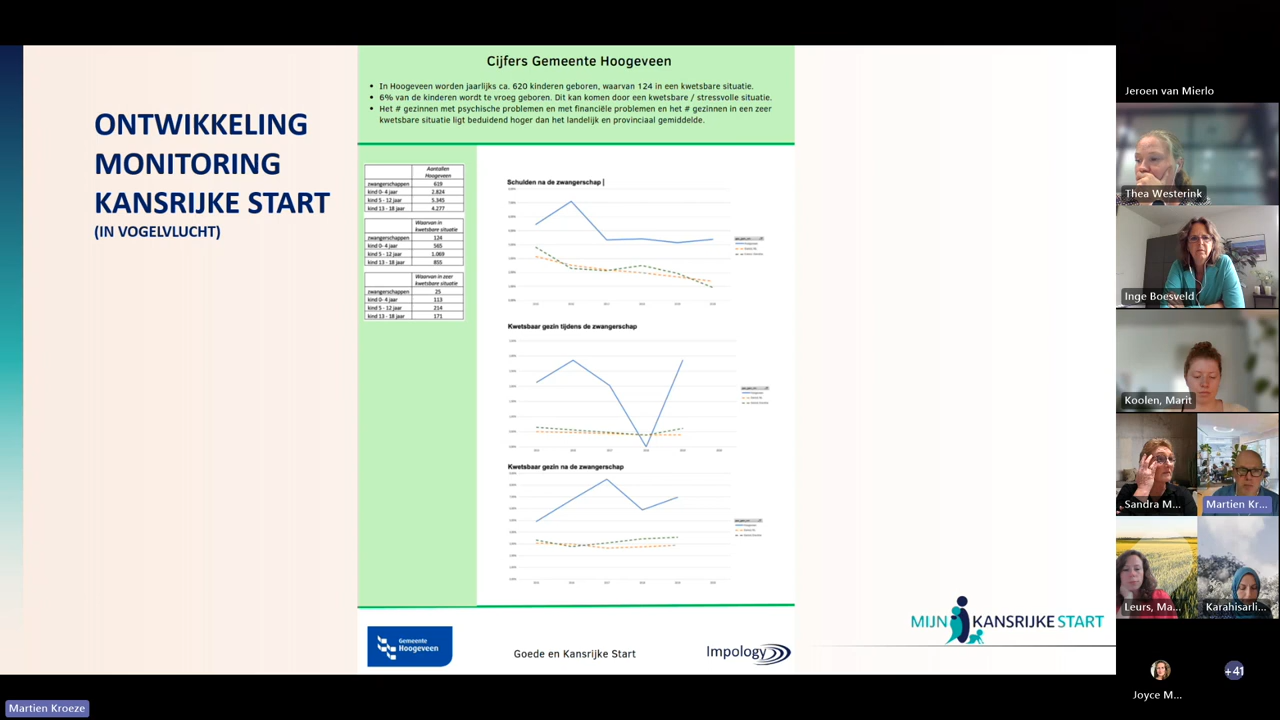 ONTWIKKELING
MONITORING
KANSRIJKE START
(IN VOGELVLUCHT)
Cijfers Gemeente Hoogeveen
• In Hoogeveen worden jaarlijks ca. 620 kinderen geboren, waarvan 124 in een kwetsbare situatie.
• 6% van de kinderen wordt te vroeg geboren. Dit kan komen door een kwetsbare / stressvolle situatie.
• Het # gezinnen met psychische problemen en met financiële problemen en het # gezinnen in een zeer
kwetsbare situatie ligt beduidend hoger dan het landelijk en provinciaal gemiddelde.
Aantallen
Hoogeveen
zwangerschappen 619
kind 0- 4 jaar 2.824
kind 5 - 12 jaar 5.345
kind 13 - 18 jaar 4.277
Waarvan in
kwetsbare situatie
zwangerschappen 124
kind 0- 4 jaar 565
kind 5 - 12 jaar 1.069
kind 13 - 18 jaar 855
Waarvan in zeer
kwetsbare situatie
zwangerschappen 25
kind 0- 4 jaar 113
kind 5 - 12 jaar 214
kind 13 - 18 jaar 171
Schulden na de zwangerschap
Kwetsbaar gezin tijdens de zwangerschap
Kwetsbaar gezin na de zwangerschap
Gemeente
Hoogeveen
Goede en Kansrijke Start
Impology
MIJN KANSRIJKE START
Jeroen van Mierlo
Thea Westerink
Inge Boesveld
Koolen, Marit
Sandra M...
Martien Kr...
Leurs, Ma...
Karahisarli...
Joyce M...
+41
Martien Kroeze